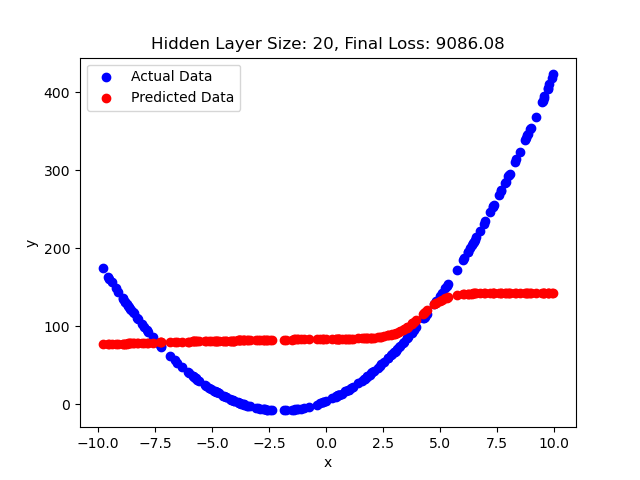 Hidden Layer Size: 20, Final Loss: 9086.08
Actual Data
Predicted Data
400
300
200
100
0
y
−10.0 −7.5 −5.0 −2.5 0.0 2.5 5.0 7.5 10.0
x